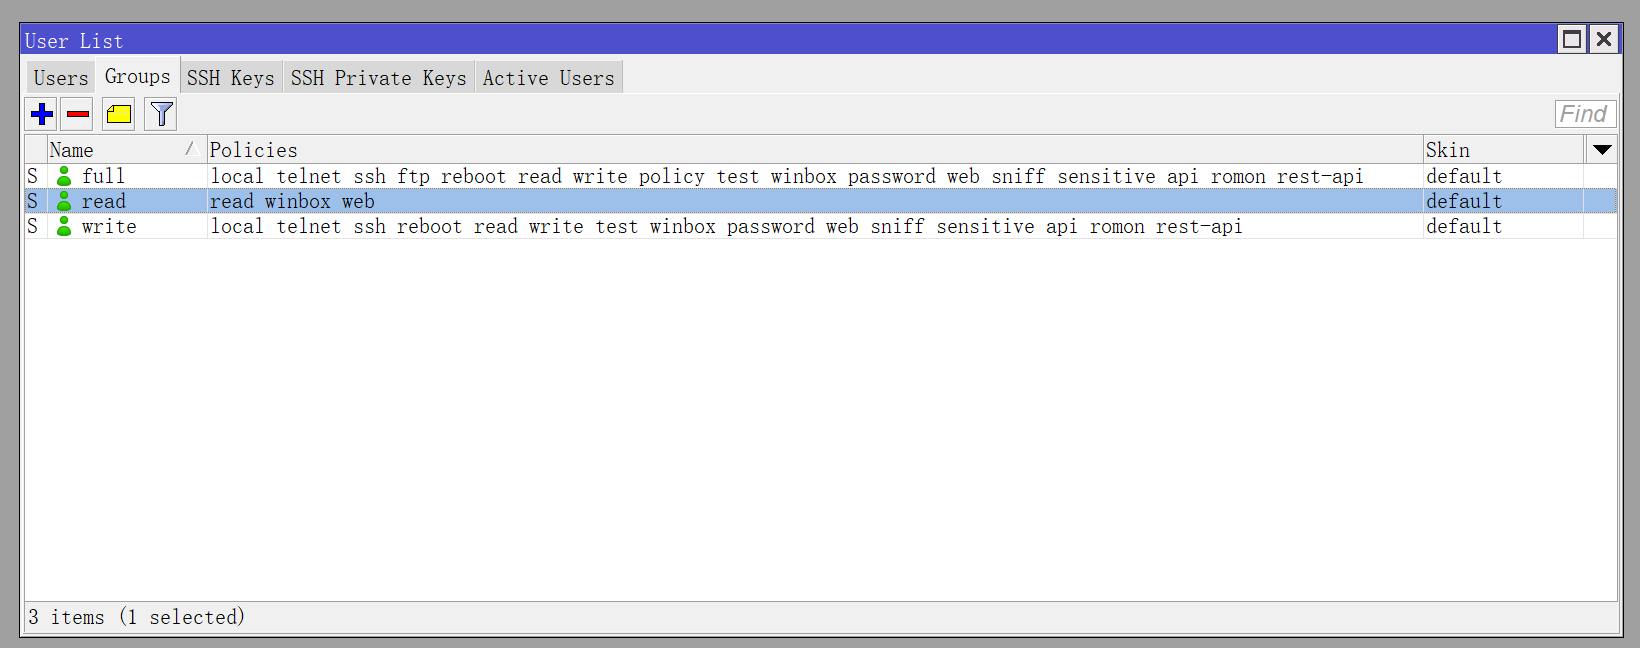 User List
Users Groups SSH Keys SSH Private Keys Active Users
Find
Name Policies Skin
S full local telnet ssh ftp reboot read write policy test winbox password web sniff sensitive api romon rest-api default
S read read winbox web default
S write local telnet ssh reboot read write test winbox password web sniff sensitive api romon rest-api default
3 items (1 selected)